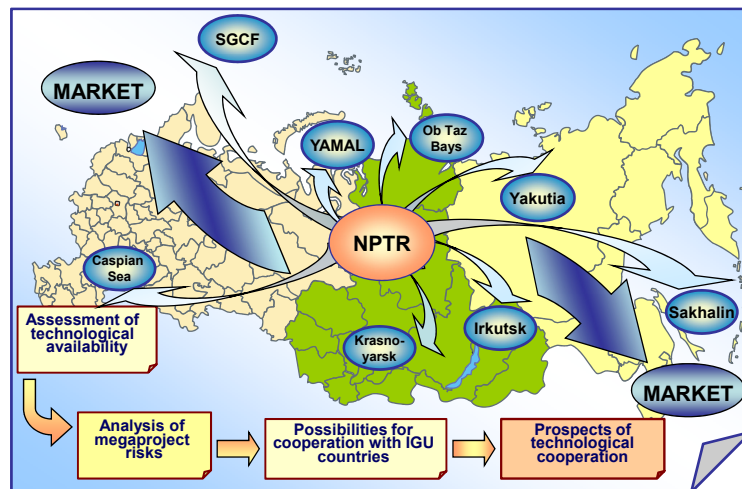 SGCF
MARKET
YAMAL
Ob Taz
Bays
Yakutia
NPTR
Caspian
Sea
Sakhalin
Irkutsk
Krasno-
yarsk
MARKET
Assessment of
technological
availability
Analysis of
megaproject
risks
Possibilities for
cooperation with IGU
countries
Prospects of
technological
cooperation